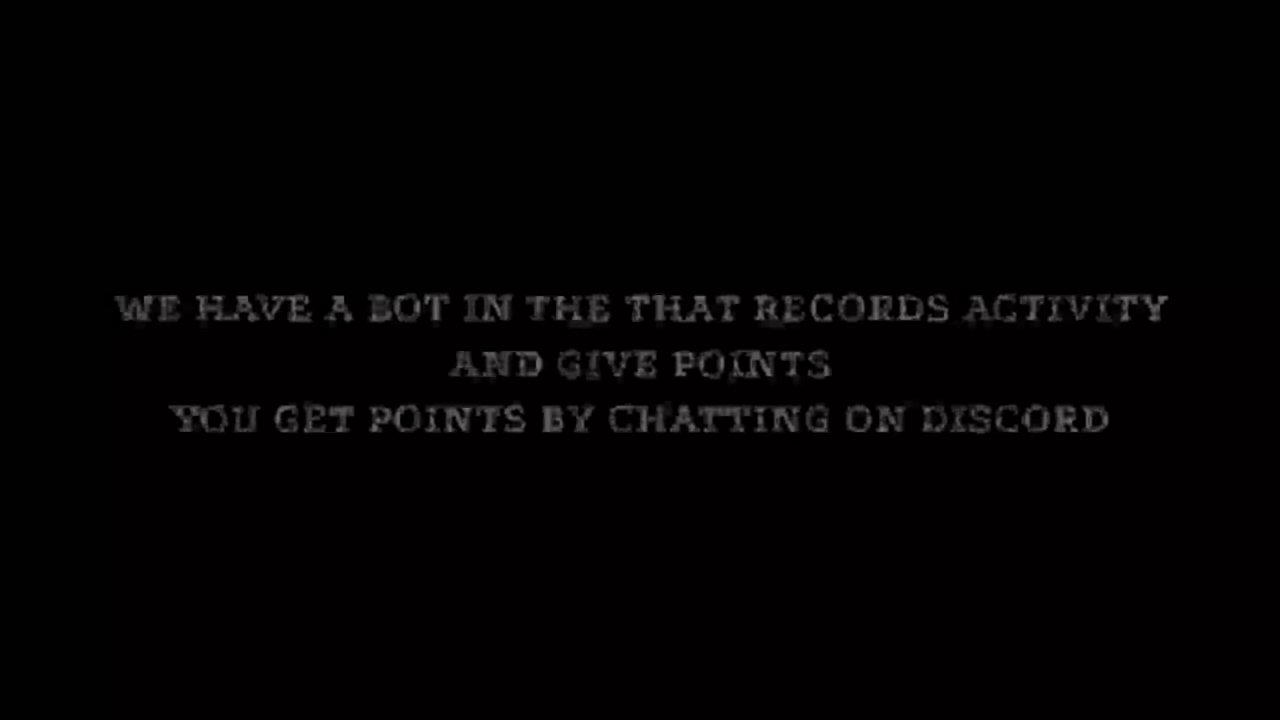 WE HAVE A BOT IN THE THAT RECORDS ACTIVITY
AND GIVE POINTS
YOU GET POINTS BY CHATTING ON DISCORD